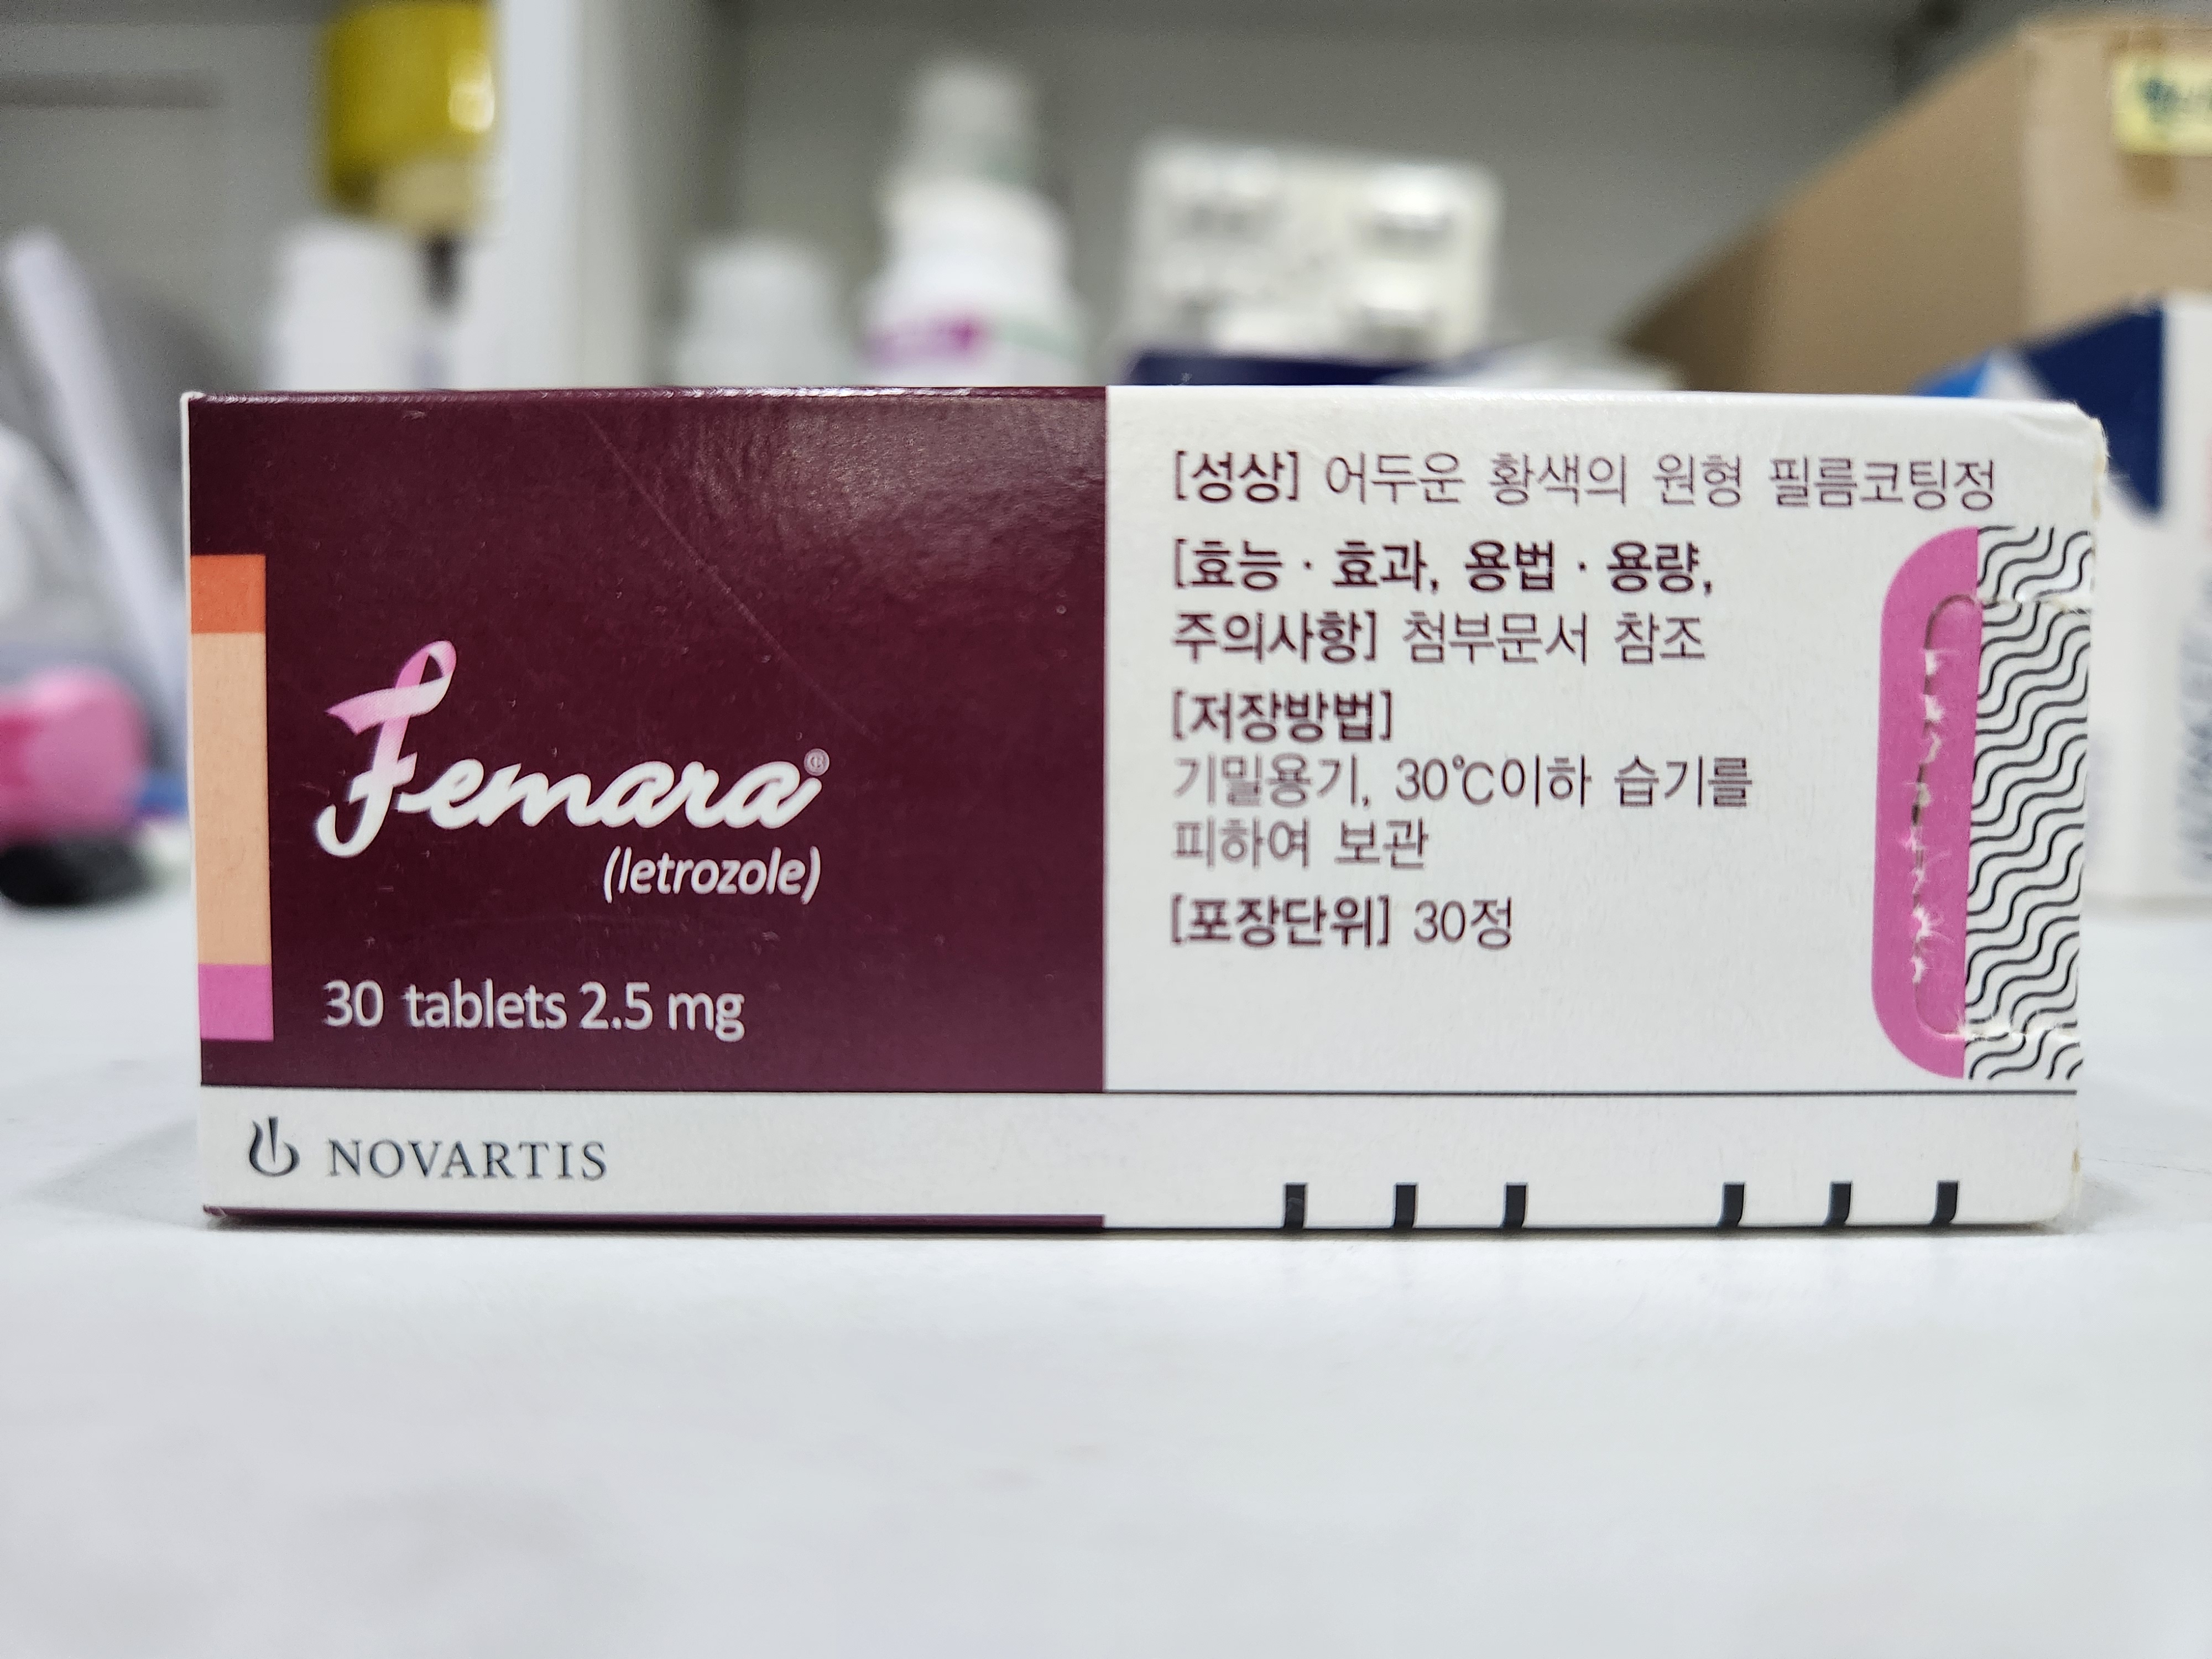 Femara®
(letrozole)
30 tablets 2.5 mg
NOVARTIS
[성상] 어두운 황색의 원형 필름코팅정
[효능 · 효과, 용법 · 용량,
주의사항] 첨부문서 참조
[저장방법]
기밀용기, 30℃이하 습기를
피하여 보관
[포장단위] 30정